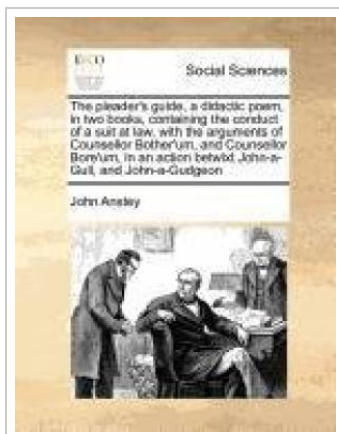 ECCO
Social Sciences
The pleader's guide, a didactic poem,
in two books, containing the conduct
of a suit at law, with the arguments of
Counsellor Bother'um, and Counsellor
Bore'um, in an action betwixt John-a-
Gull, and John-a-Gudgeon
John Anstey